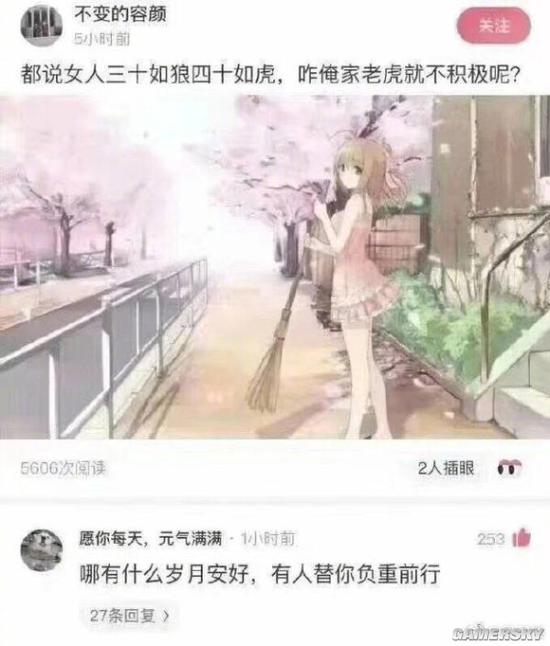 不变的容颜
关注
5小时前
都说女人三十如狼四十如虎，咋俺家老虎就不积极呢?
5606次阅读
2人插眼
愿你每天，元气满满 · 1小时前
253
哪有什么岁月安好，有人替你负重前行
27条回复 >
GAMERSKY